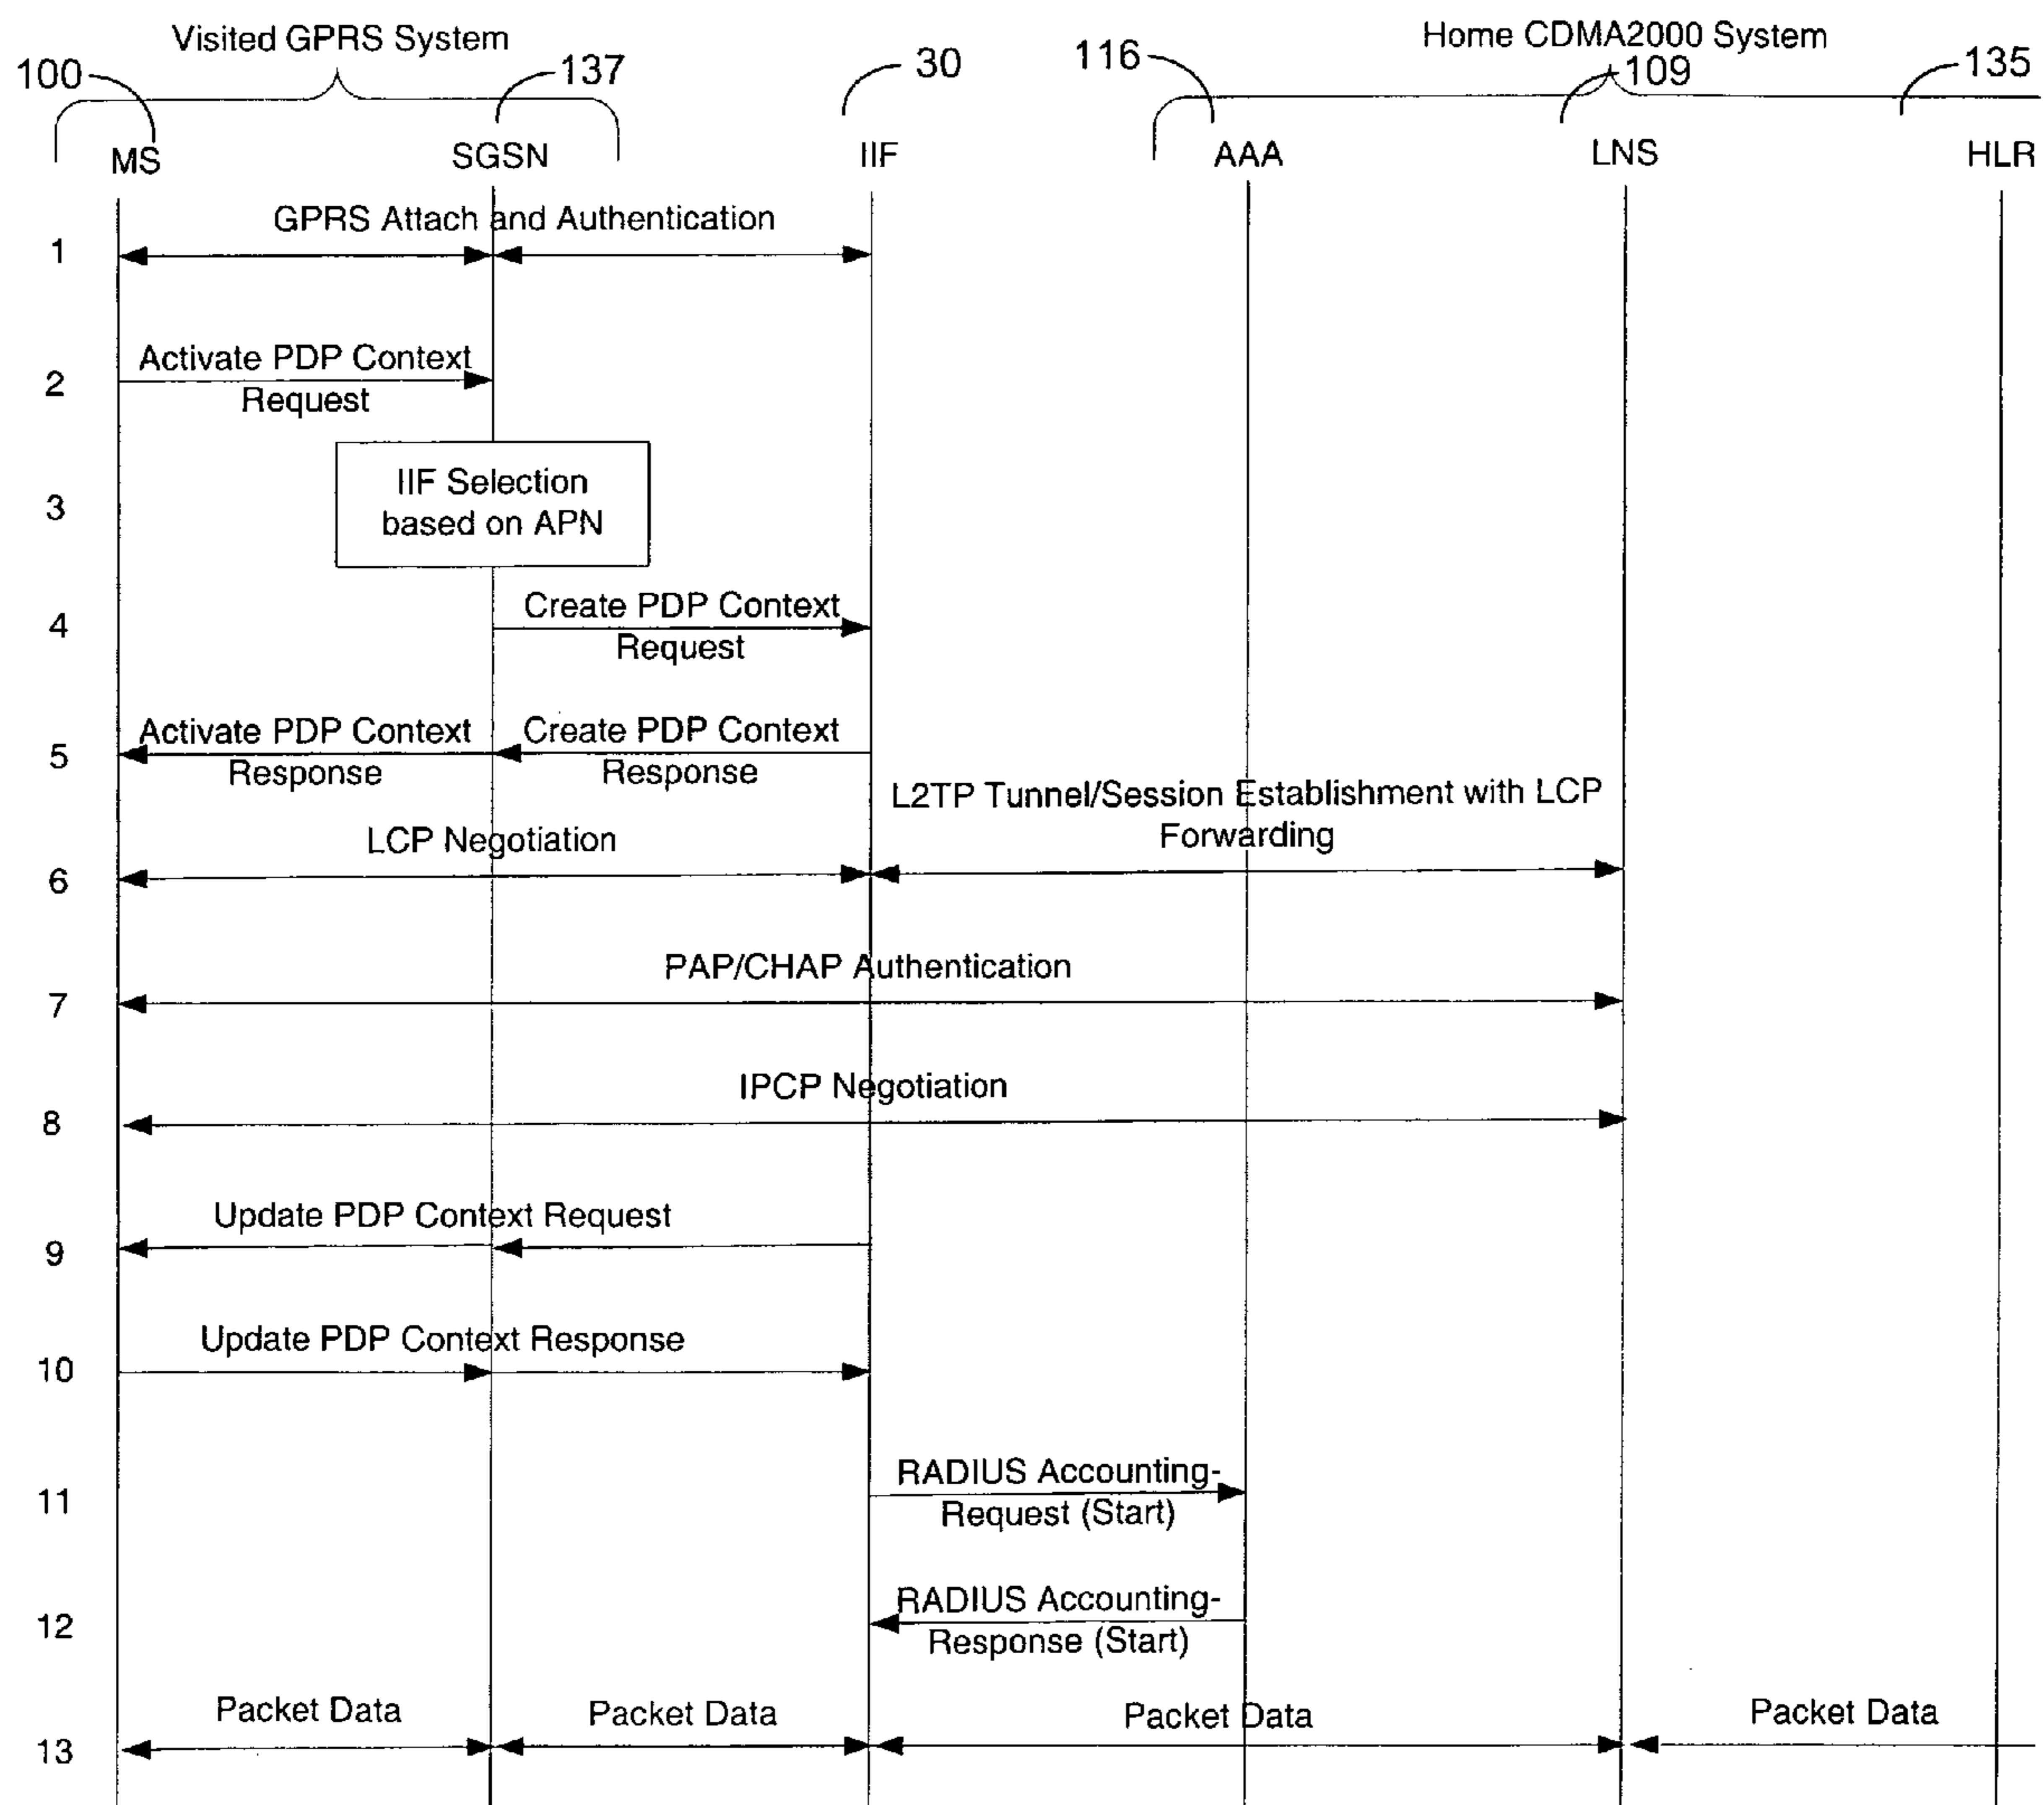 Visited GPRS System
Home CDMA2000 System
100
137
30
116
109
135
MS
SGSN
IIF
AAA
LNS
HLR
GPRS Attach and Authentication
1
Activate PDP Context
Request
2
IIF Selection
based on APN
3
Create PDP Context
Request
4
Activate PDP Context
Response
Create PDP Context
Response
5
L2TP Tunnel/Session Establishment with LCP
Forwarding
LCP Negotiation
6
PAP/CHAP Authentication
7
IPCP Negotiation
8
Update PDP Context Request
9
Update PDP Context Response
10
RADIUS Accounting-
Request (Start)
11
RADIUS Accounting-
Response (Start)
12
Packet Data
Packet Data
Packet Data
Packet Data
13